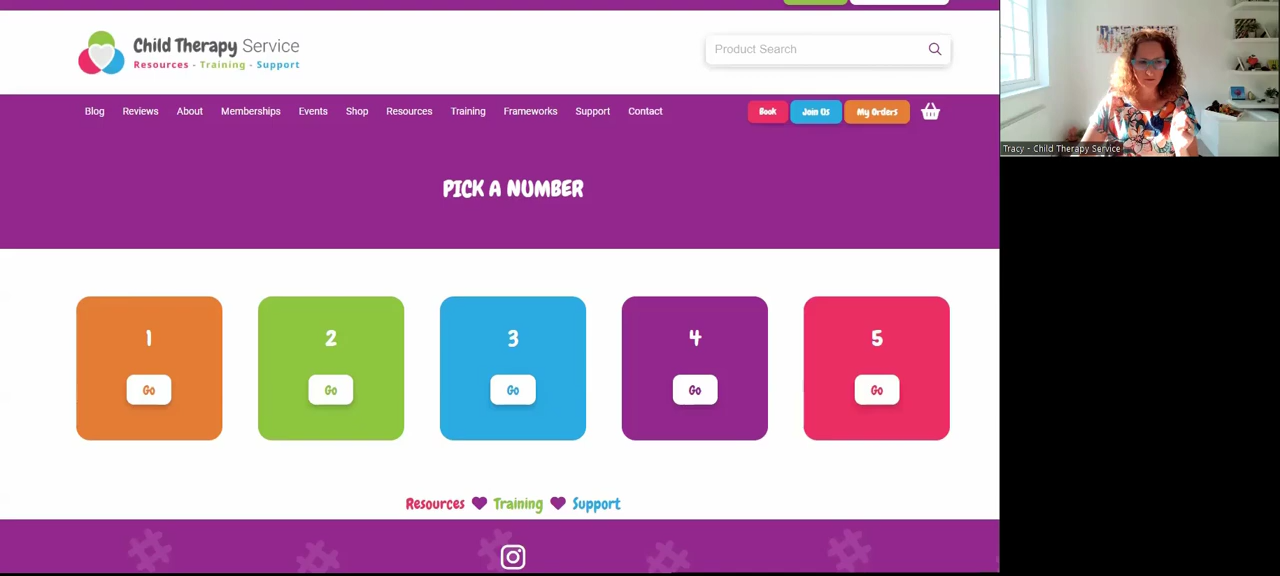 Child Therapy Service
Resources - Training - Support
Product Search
Blog Reviews About Memberships Events Shop Resources Training Frameworks Support Contact Book Join Us My Orders
PICK A NUMBER
1 2 3 4 5
Go Go Go Go Go
Resources Training Support
Tracy - Child Therapy Service